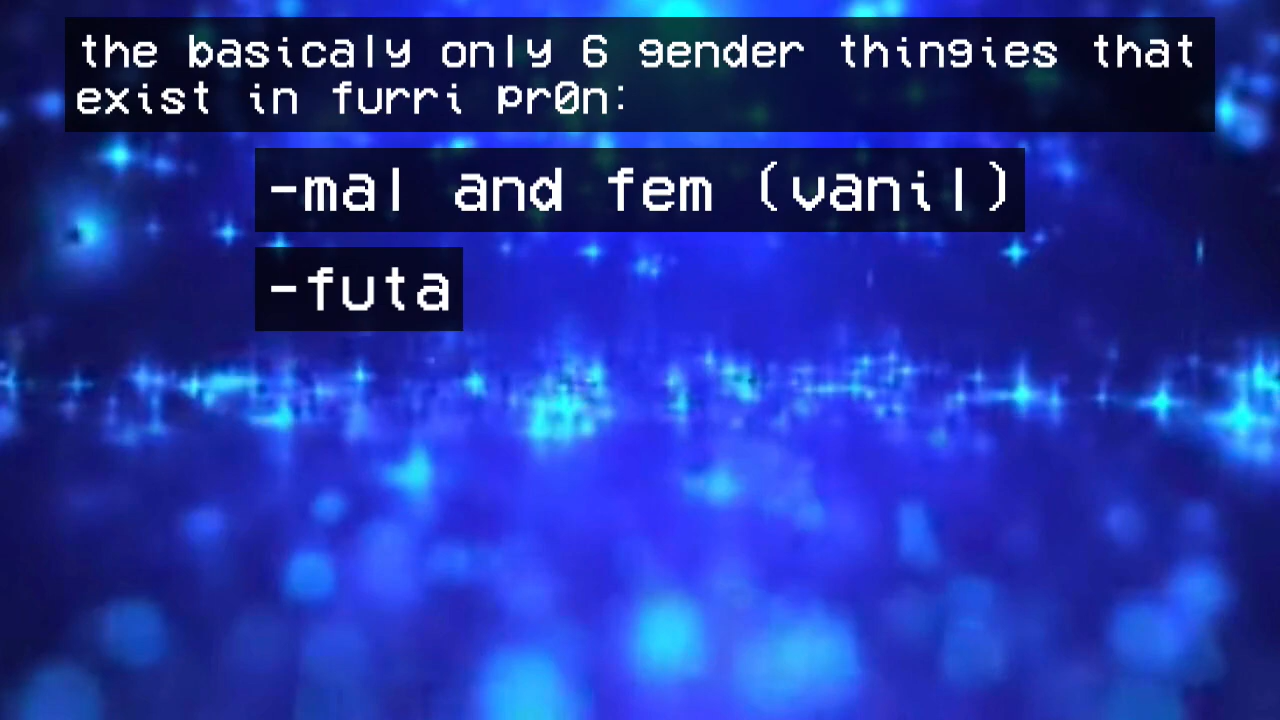 the basicaly only 6 gender thingies that
exist in furri pr0n:
-mal and fem (vanil)
-futa